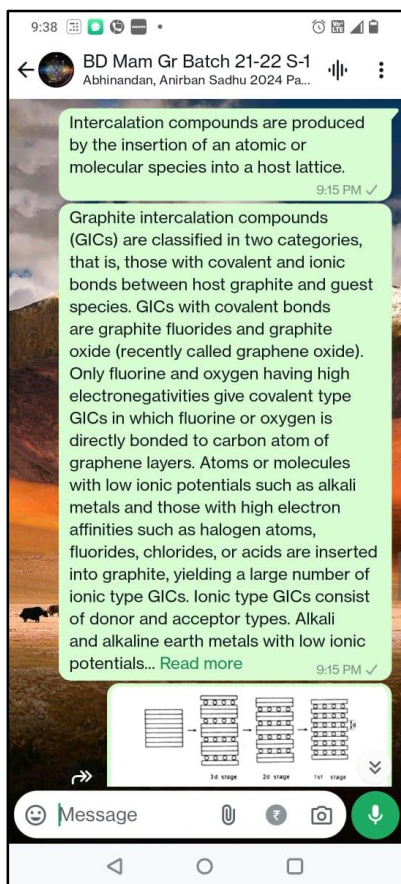 9:38
BD Mam Gr Batch 21-22 S-1
Abhinandan, Anirban Sadhu 2024 Pa...
Intercalation compounds are produced
by the insertion of an atomic or
molecular species into a host lattice.
9:15 PM
Graphite intercalation compounds
(GICs) are classified in two categories,
that is, those with covalent and ionic
bonds between host graphite and guest
species. GICs with covalent bonds
are graphite fluorides and graphite
oxide (recently called graphene oxide).
Only fluorine and oxygen having high
electronegativities give covalent type
GICs in which fluorine or oxygen is
directly bonded to carbon atom of
graphene layers. Atoms or molecules
with low ionic potentials such as alkali
metals and those with high electron
affinities such as halogen atoms,
fluorides, chlorides, or acids are inserted
into graphite, yielding a large number of
ionic type GICs. Ionic type GICs consist
of donor and acceptor types. Alkali
and alkaline earth metals with low ionic
potentials... Read more
9:15 PM
3d stage 2d stage 1st stage
Message